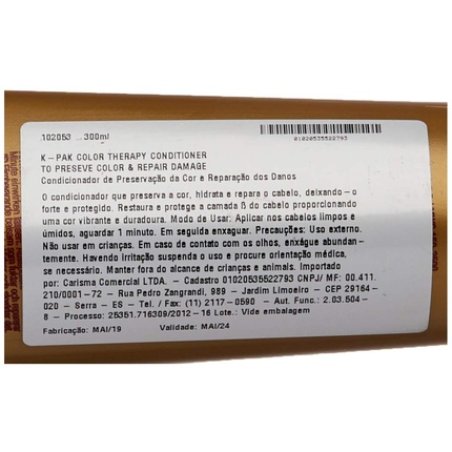 102053 ...300ml
01020535522793
K-PAK COLOR THERAPY CONDITIONER
TO PRESEVE COLOR & REPAIR DAMAGE
Condicionador de Preservação da Cor e Reparação dos Danos
O condicionador que preserva a cor, hidrata e repara o cabelo, deixando-o
forte e protegido. Restaura e protege a camada ß do cabelo proporcionando
uma cor vibrante e duradoura. Modo de Usar: Aplicar nos cabelos limpos e
úmidos, aguardar 1 minuto. Em seguida enxaguar. Precauções: Uso externo.
Não usar em crianças. Em caso de contato com os olhos, enxágue abundan-
temente. Havendo irritação suspenda o uso e procure orientação médica,
se necessário. Manter fora do alcance de crianças e animais. Importado
por: Carisma Comercial LTDA. - Cadastro 01020535522793 CNPJ/ MF: 00.411.
210/0001-72 - Rua Pedro Zangrandi, 989 - Jardim Limoeiro - CEP 29164-
020 - Serra - ES - Tel./ Fax: (11) 2117-0590 - Aut. Func.: 2.03.504-
8 - Processo: 25351.716309/2012-16 Lote.: Vide embalagem
Fabricação: MAI/19 Validade: MAI/24